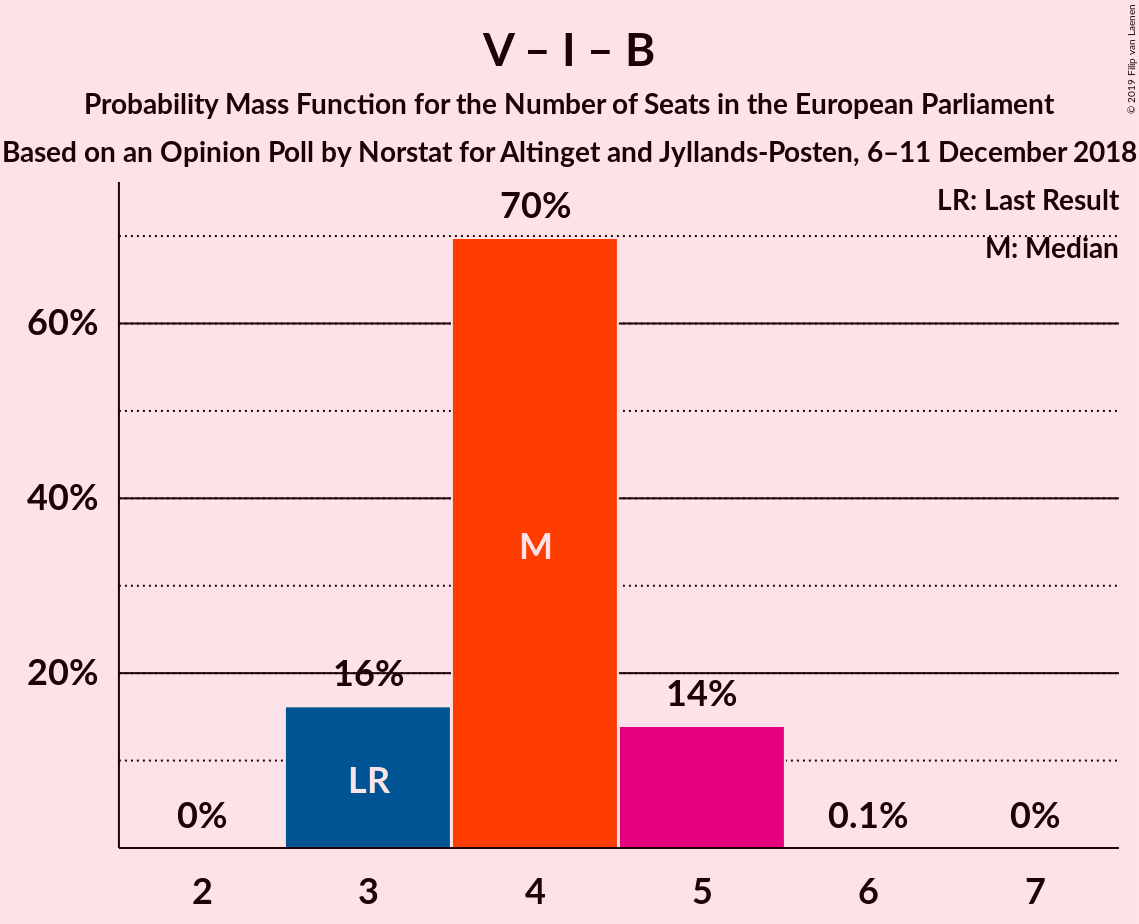 V – I – B
Probability Mass Function for the Number of Seats in the European Parliament
Based on an Opinion Poll by Norstat for Altinget and Jyllands-Posten, 6–11 December 2018
© 2019 Filip van Laenen
LR: Last Result
M: Median
70%
60%
40%
20%
16%
14%
M
LR
0%
0.1%
0%
2 3 4 5 6 7